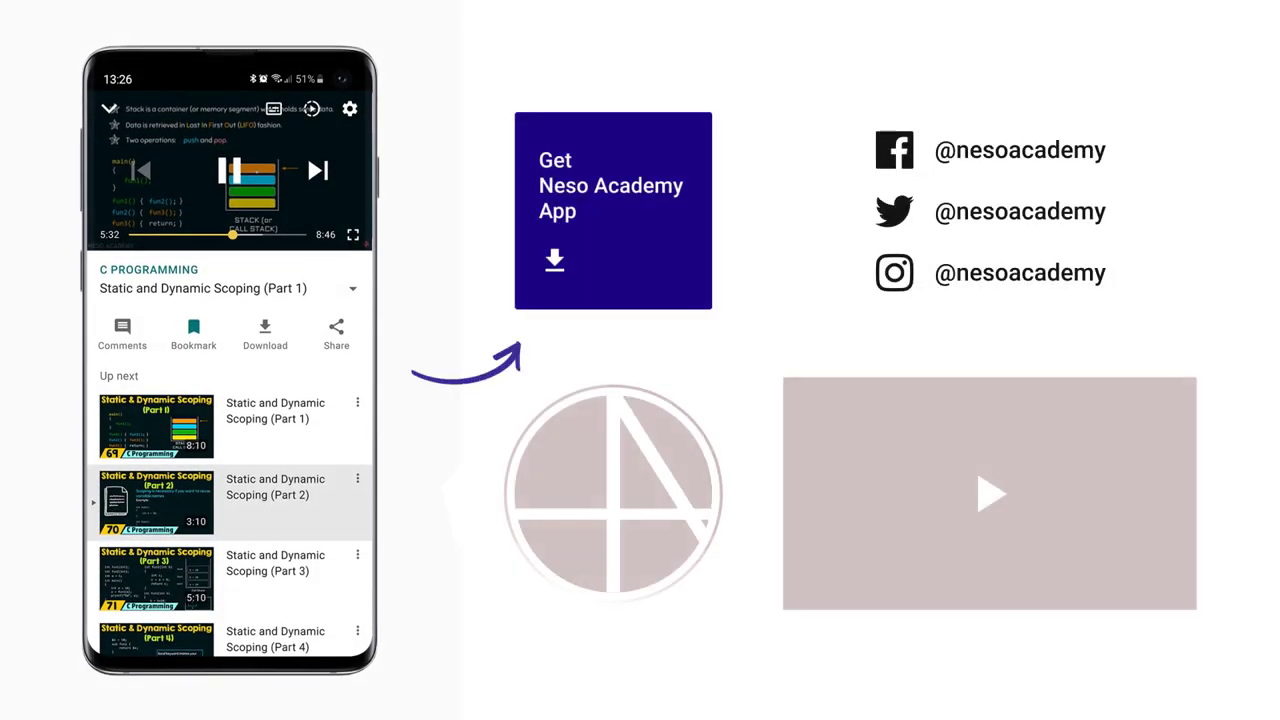 13:26
51%
Stack is a container (or memory segment) which holds some data.
Data is retrieved in Last In First Out (LIFO) fashion.
Two operations: push and pop.
main()
{
fun1();
}
fun1() { fun2(); }
fun2() { fun3(); }
fun3() { return; }
STACK (or
CALL STACK)
5:32
8:46
NESO ACADEMY
C PROGRAMMING
Static and Dynamic Scoping (Part 1)
Comments
Bookmark
Download
Share
Up next
Static & Dynamic Scoping
(Part 1)
8:10
69
C Programming
Static and Dynamic
Scoping (Part 1)
Static & Dynamic Scoping
(Part 2)
3:10
70
C Programming
Static and Dynamic
Scoping (Part 2)
Static & Dynamic Scoping
(Part 3)
5:10
71
C Programming
Static and Dynamic
Scoping (Part 3)
Static & Dynamic Scoping
(Part 4)
Static and Dynamic
Scoping (Part 4)
Get
Neso Academy
App
@nesoacademy
@nesoacademy
@nesoacademy